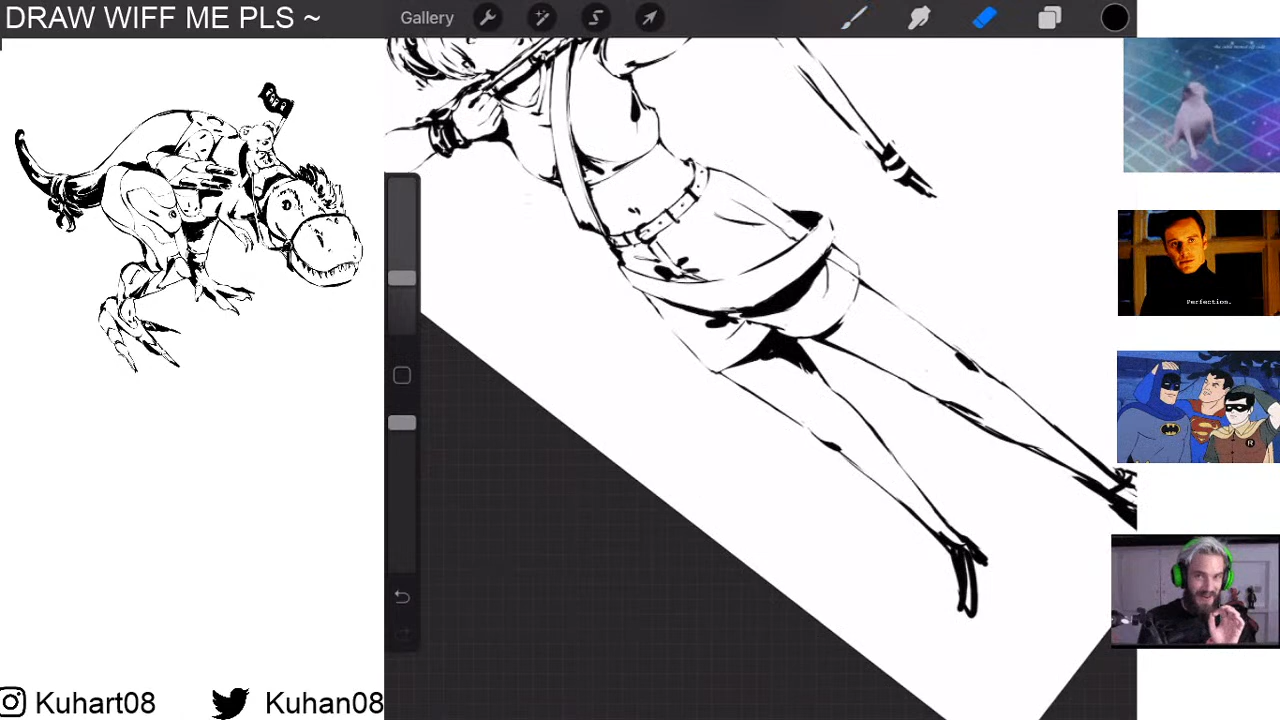 DRAW WIFF ME PLS ~
Gallery
Perfection.
Kuhart08
Kuhan08